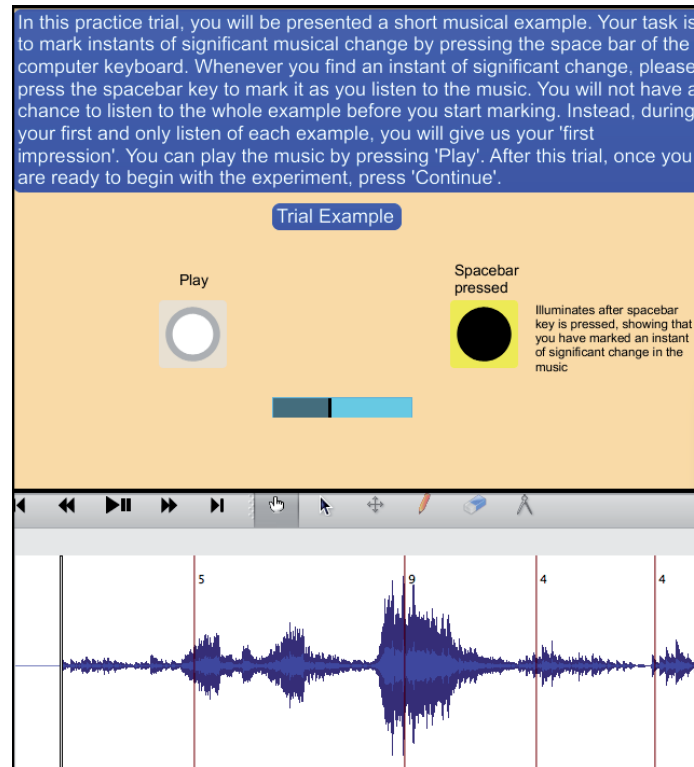 In this practice trial, you will be presented a short musical example. Your task is
to mark instants of significant musical change by pressing the space bar of the
computer keyboard. Whenever you find an instant of significant change, please
press the spacebar key to mark it as you listen to the music. You will not have a
chance to listen to the whole example before you start marking. Instead, during
your first and only listen of each example, you will give us your 'first
impression'. You can play the music by pressing 'Play'. After this trial, once you
are ready to begin with the experiment, press 'Continue'.
Trial Example
Play
Spacebar
pressed
Illuminates after spacebar
key is pressed, showing that
you have marked an instant
of significant change in the
music
5
9
4
4